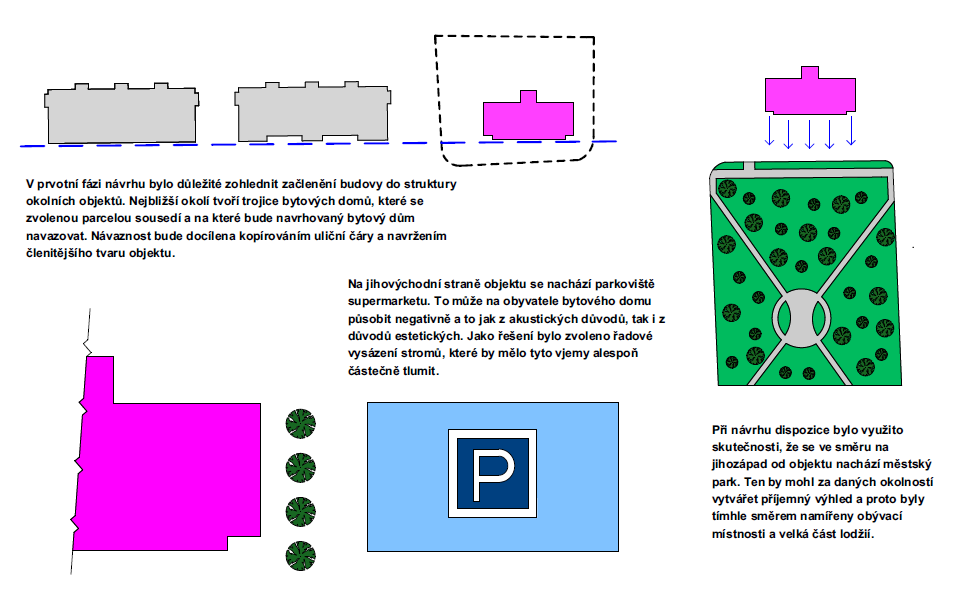 V prvotní fázi návrhu bylo důležité zohlednit začlenění budovy do struktury
okolních objektů. Nejbližší okolí tvoří trojice bytových domů, které se
zvolenou parcelou sousedí a na které bude navrhovaný bytový dům
navazovat. Návaznost bude docílena kopírováním uliční čáry a navržením
členitějšího tvaru objektu.
Na jihovýchodní straně objektu se nachází parkoviště
supermarketu. To může na obyvatele bytového domu
působit negativně a to jak z akustických důvodů, tak i z
důvodů estetických. Jako řešení bylo zvoleno řadové
vysázení stromů, které by mělo tyto vjemy alespoň
částečně tlumit.
P
Při návrhu dispozice bylo využito
skutečnosti, že se ve směru na
jihozápad od objektu nachází městský
park. Ten by mohl za daných okolností
vytvářet příjemný výhled a proto byly
tímhle směrem namířeny obývací
místnosti a velká část lodžií.